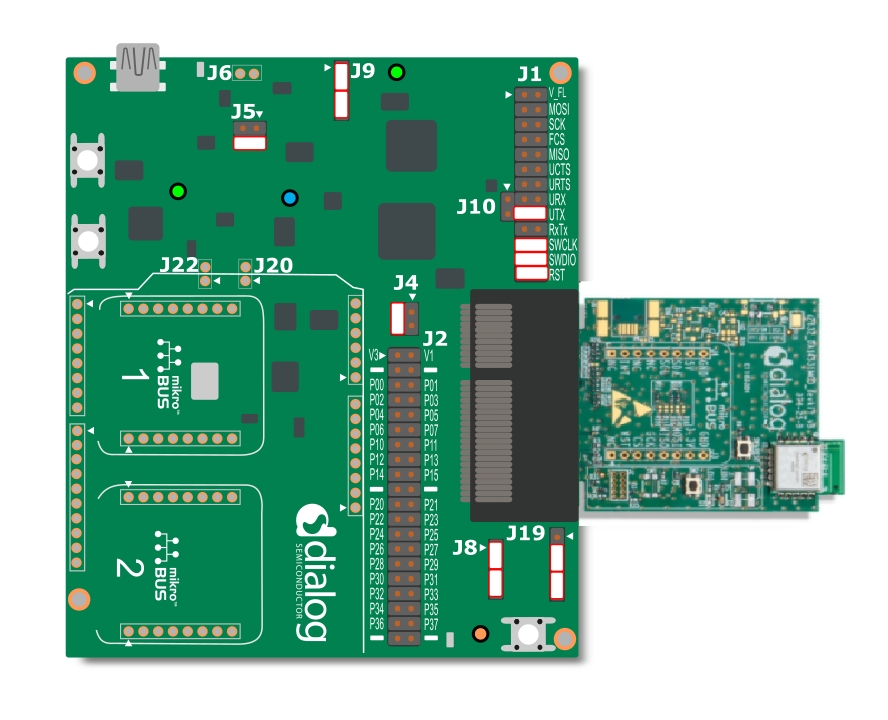 J6
J9
J1
V_FL
MOSI
SCK
FCS
MISO
UCTS
URTS
URX
UTX
RxTx
SWCLK
SWDIO
RST
J5
J10
J22
J20
J4
J2
V3
V1
P00
P01
P02
P03
P04
P05
P06
P07
P10
P11
P12
P13
P14
P15
P20
P21
P22
P23
P24
P25
P26
P27
P28
P29
P30
P31
P32
P33
P34
P35
P36
P37
1
mikro™
BUS
2
mikro™
BUS
dialog
SEMICONDUCTOR
J8
J19
dialog
mikro
BUS